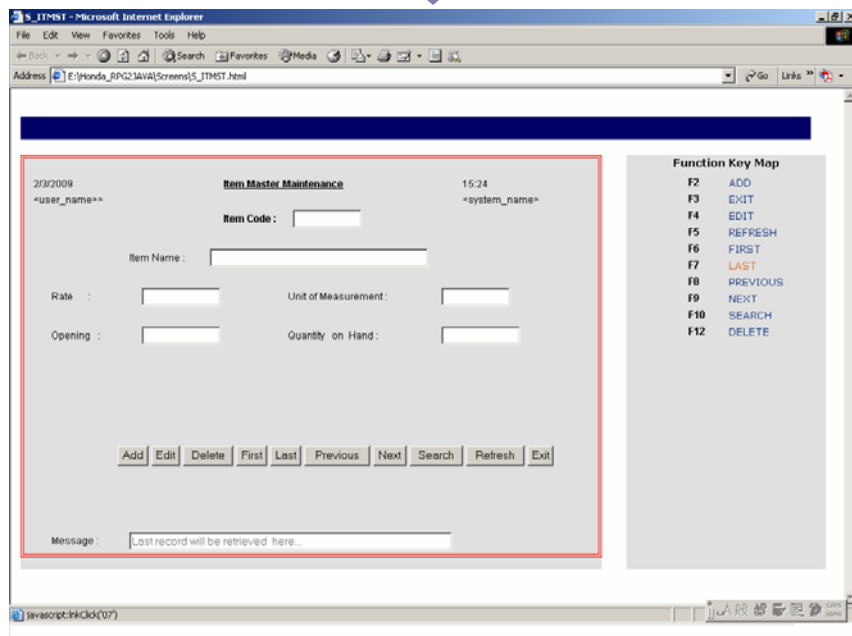 S_ITMST - Microsoft Internet Explorer
File Edit View Favorites Tools Help
Back Search Favorites Media
Address E:\Honda_RPG2JAVA\Screens\S_ITMST.html Go Links »
2/3/2009 Item Master Maintenance 15:24
<user_name>> <system_name>
Item Code :
Item Name :
Rate : Unit of Measurement :
Opening : Quantity on Hand :
Add Edit Delete First Last Previous Next Search Refresh Exit
Message : Last record will be retrieved here...
Function Key Map
F2 ADD
F3 EXIT
F4 EDIT
F5 REFRESH
F6 FIRST
F7 LAST
F8 PREVIOUS
F9 NEXT
F10 SEARCH
F12 DELETE
javascript:lnkClick('07') A 般
CAPS